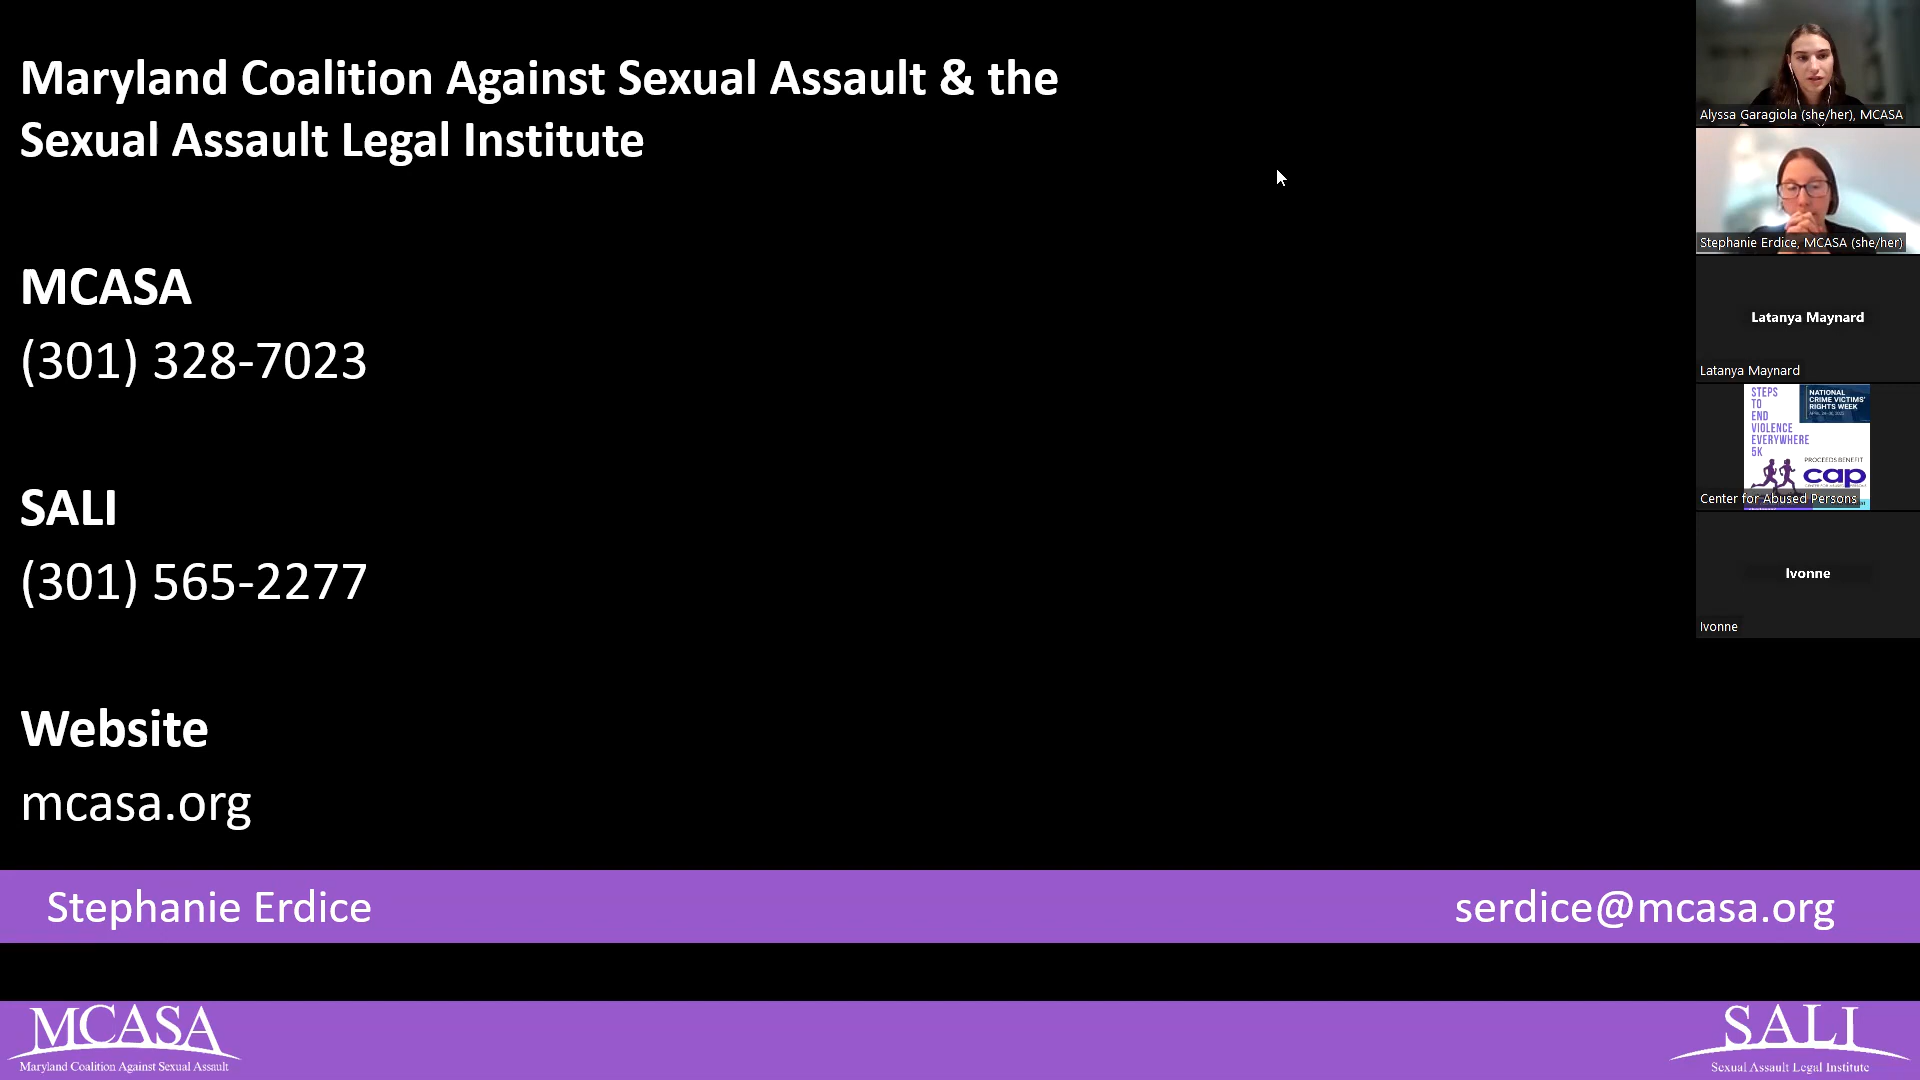 Maryland Coalition Against Sexual Assault & the
Sexual Assault Legal Institute
MCASA
(301) 328-7023
SALI
(301) 565-2277
Website
mcasa.org
Stephanie Erdice
serdice@mcasa.org
MCASA
Maryland Coalition Against Sexual Assault
SALI
Sexual Assault Legal Institute
Alyssa Garagiola (she/her), MCASA
Stephanie Erdice, MCASA (she/her)
Latanya Maynard
Latanya Maynard
STEPS
TO
END
VIOLENCE
EVERYWHERE
5K
NATIONAL
CRIME VICTIMS'
RIGHTS WEEK
PROCEEDS BENEFIT
cap
Center for Abused Persons
Ivonne
Ivonne